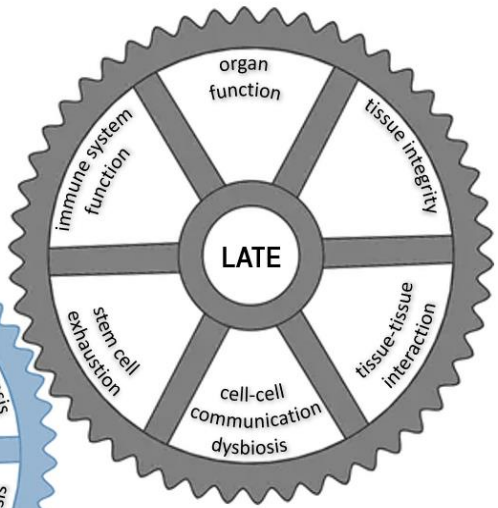 organ
function
tissue integrity
tissue-tissue
interaction
cell-cell
communication
dysbiosis
stem cell
exhaustion
immune system
function
LATE